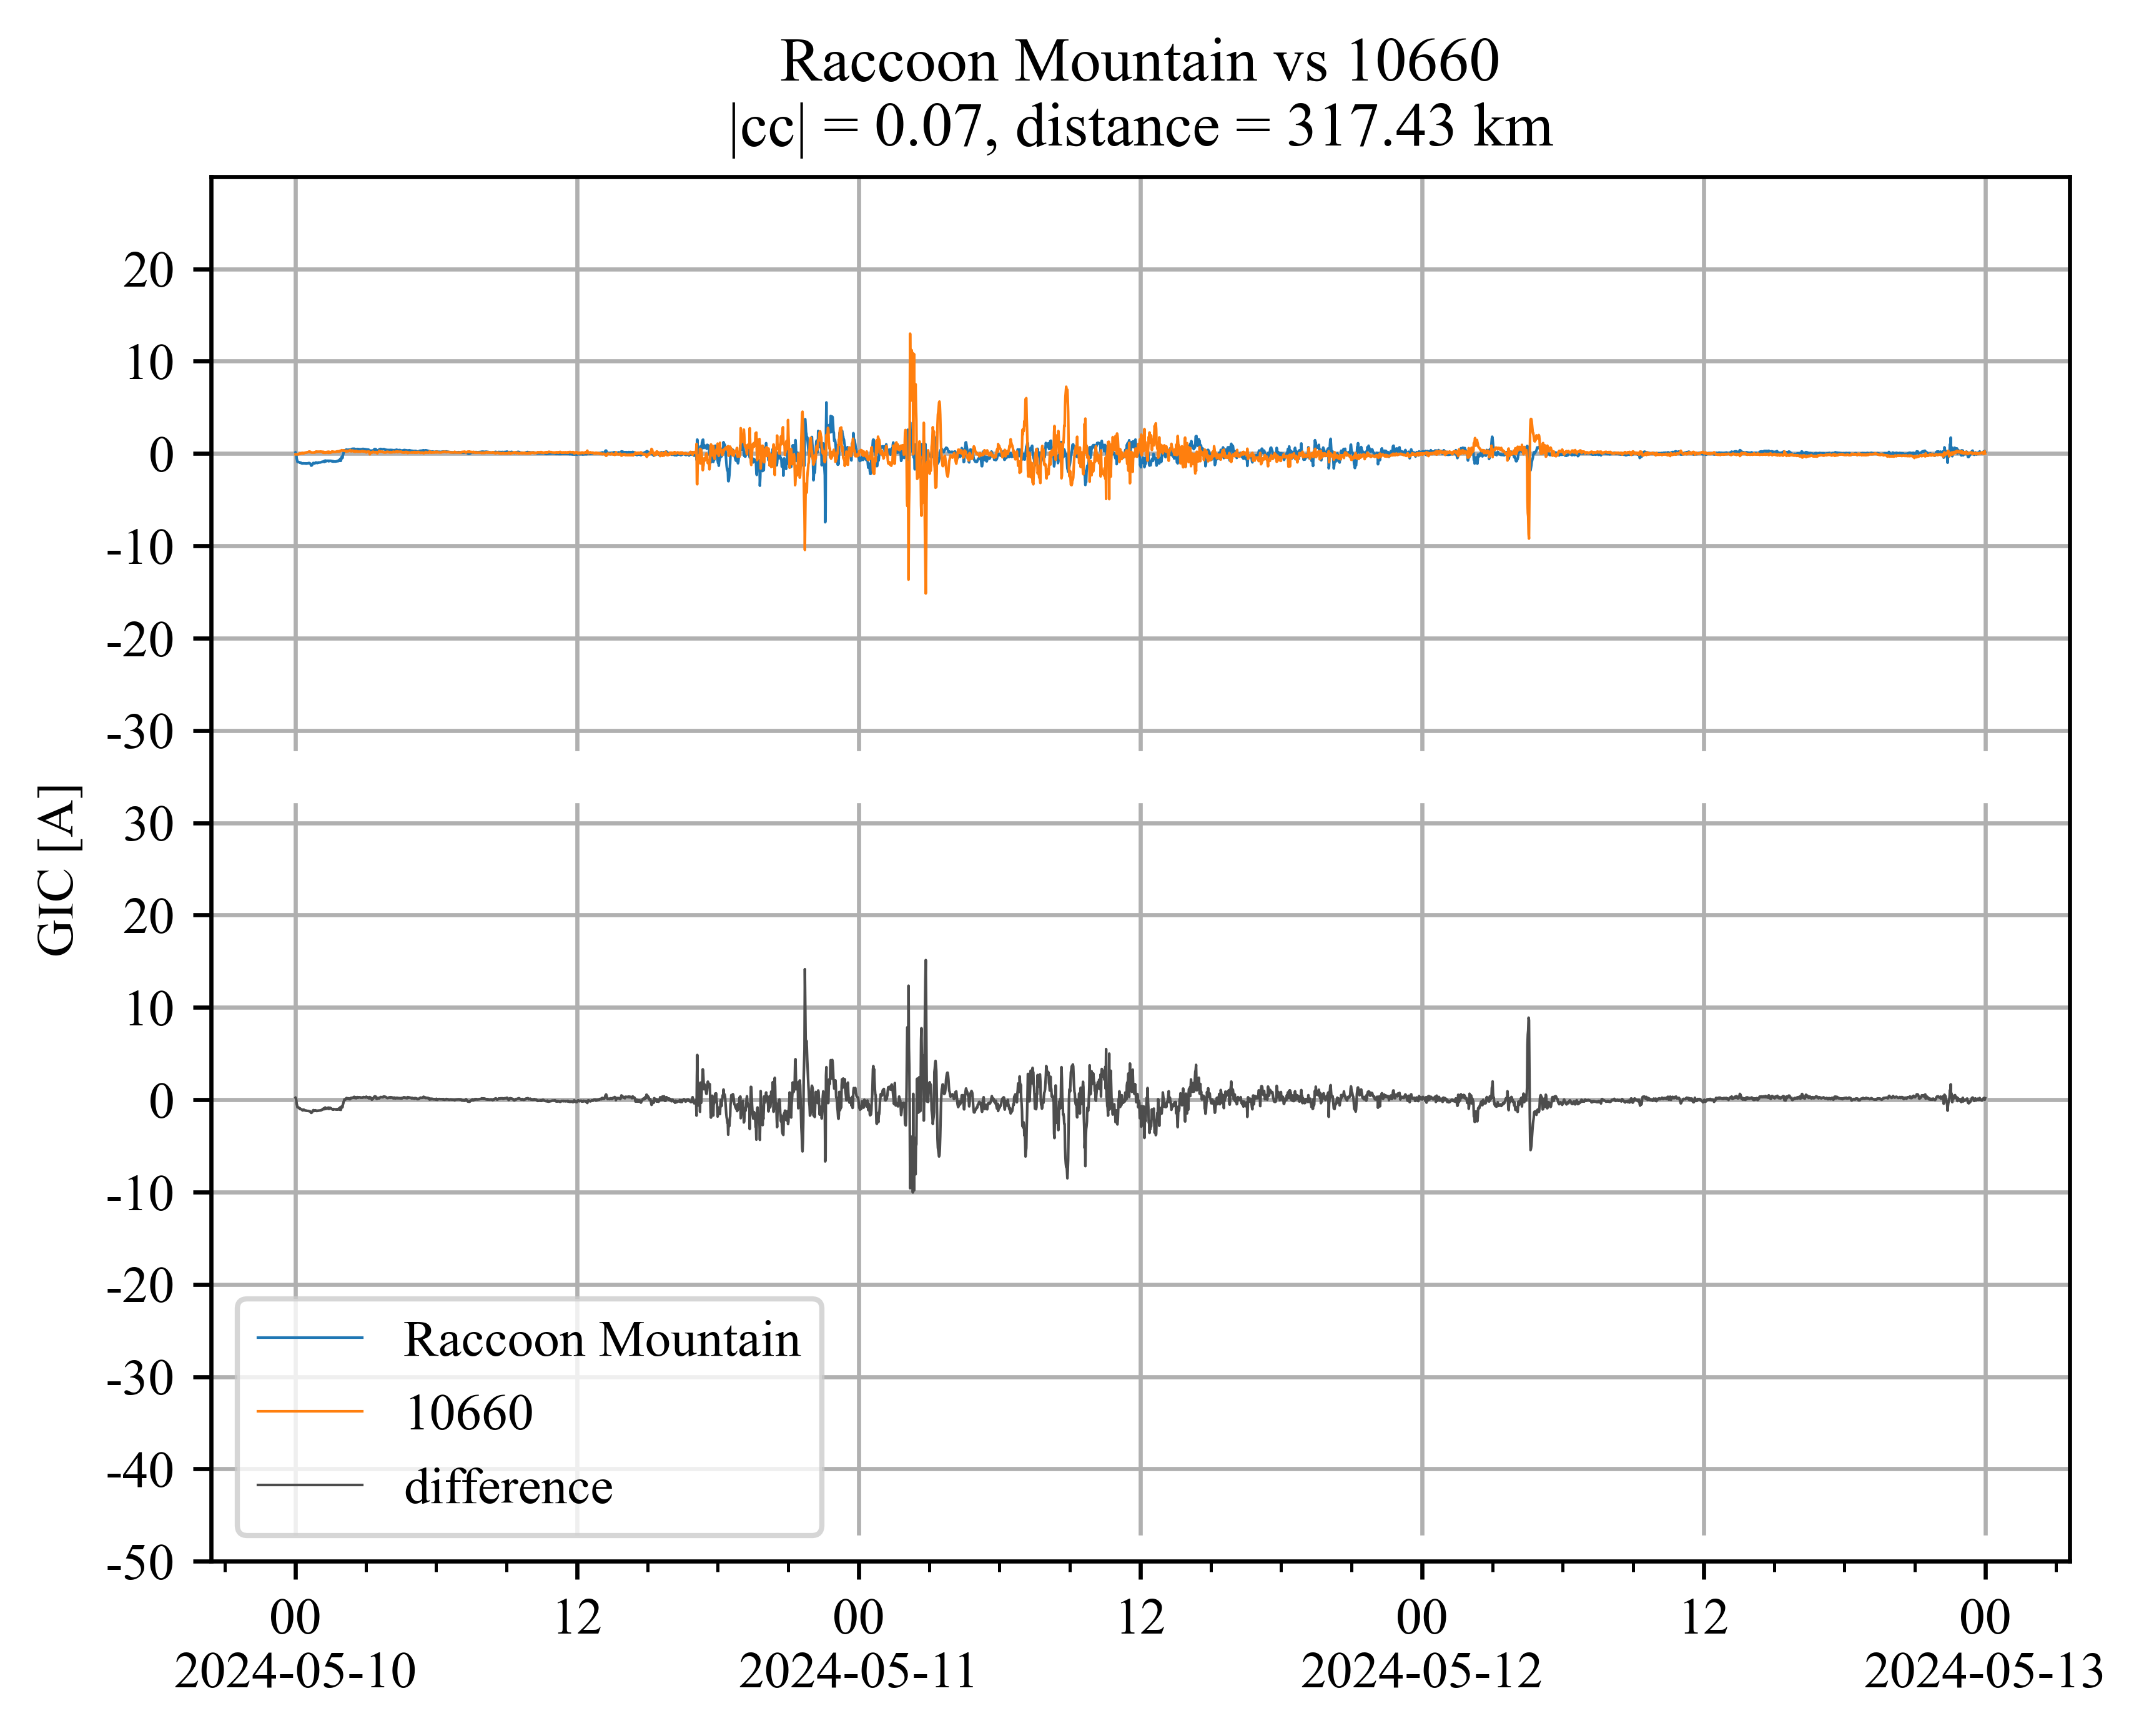 Raccoon Mountain vs 10660
|cc| = 0.07, distance = 317.43 km
GIC [A]
20
10
0
-10
-20
-30
30
20
10
0
-10
-20
-30
-40
-50
Raccoon Mountain
10660
difference
00 12 00 12 00 12 00
2024-05-10 2024-05-11 2024-05-12 2024-05-13